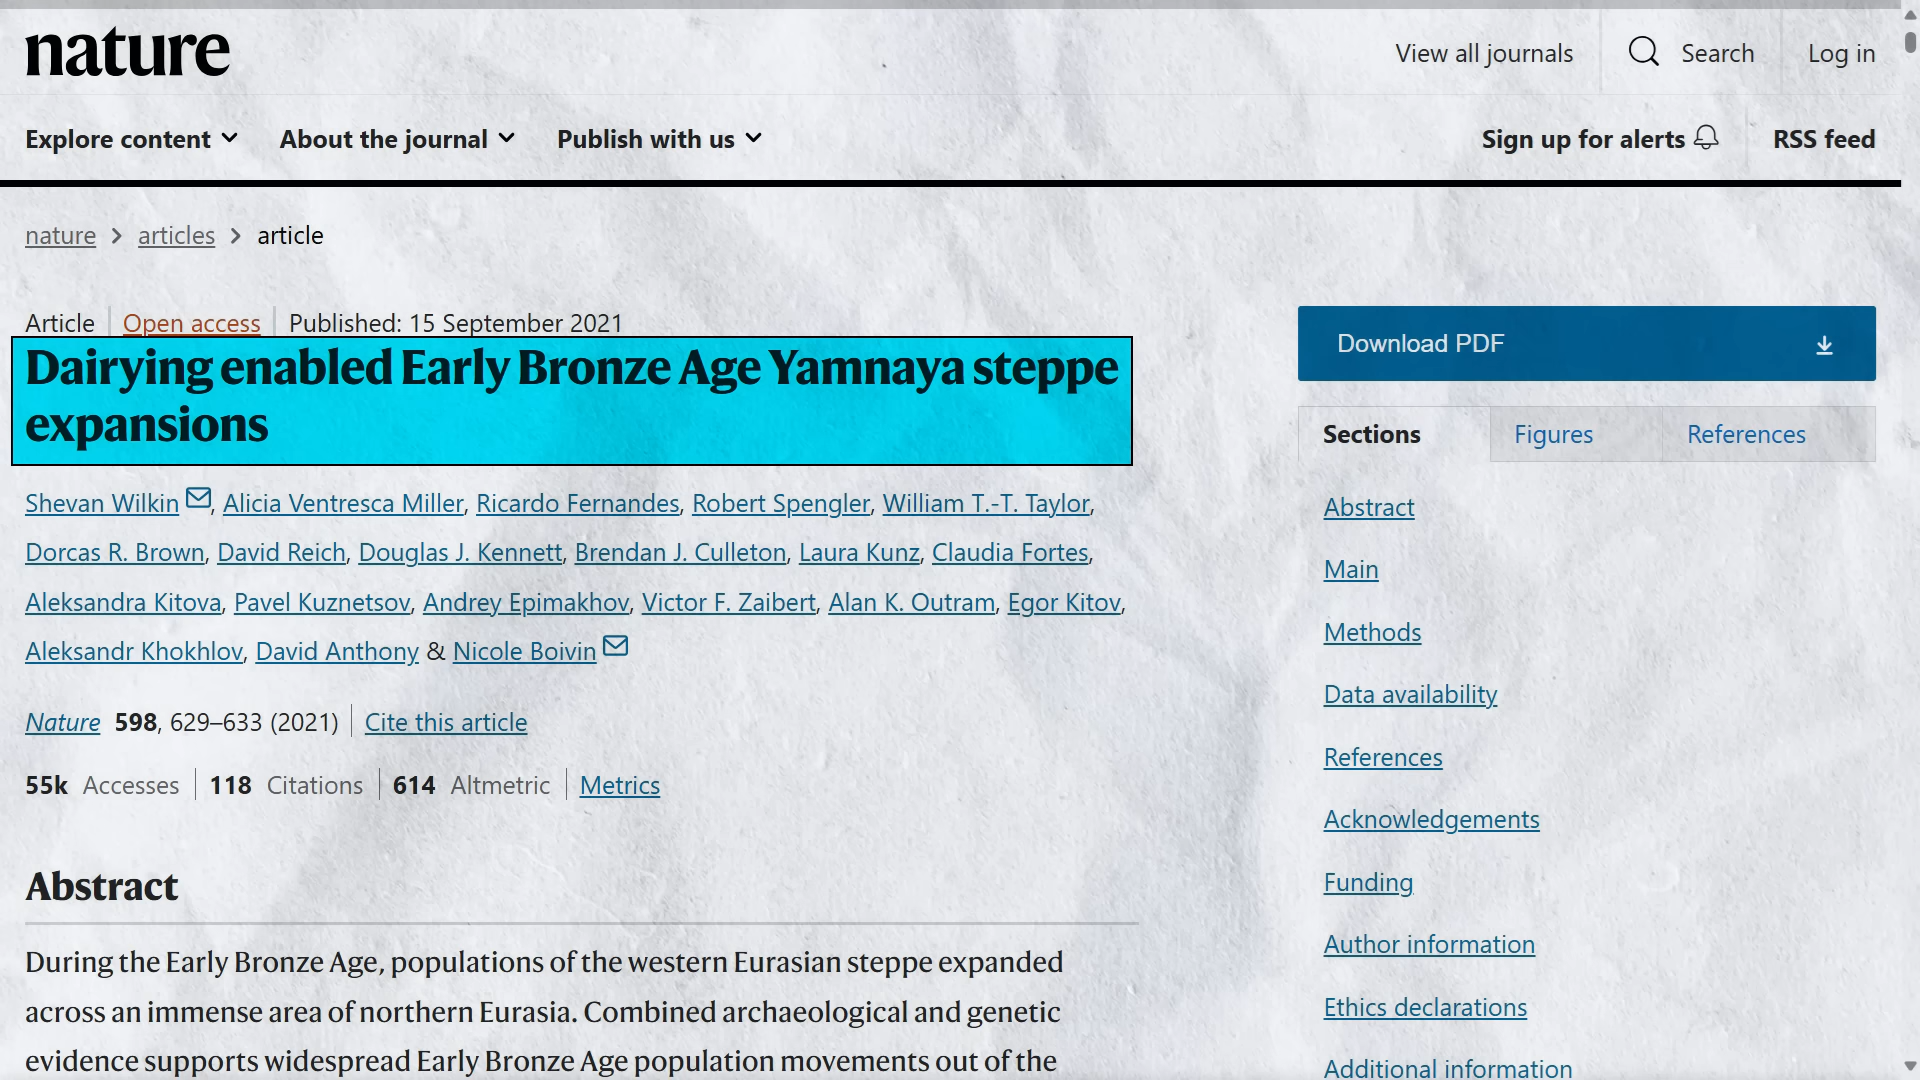 nature
View all journals
Search
Log in
Explore content
About the journal
Publish with us
Sign up for alerts
RSS feed
nature > articles > article
Article
Open access
Published: 15 September 2021
Dairying enabled Early Bronze Age Yamnaya steppe
expansions
Shevan Wilkin, Alicia Ventresca Miller, Ricardo Fernandes, Robert Spengler, William T.-T. Taylor,
Dorcas R. Brown, David Reich, Douglas J. Kennett, Brendan J. Culleton, Laura Kunz, Claudia Fortes,
Aleksandra Kitova, Pavel Kuznetsov, Andrey Epimakhov, Victor F. Zaibert, Alan K. Outram, Egor Kitov,
Aleksandr Khokhlov, David Anthony & Nicole Boivin
Nature 598, 629–633 (2021)
Cite this article
55k Accesses
118 Citations
614 Altmetric
Metrics
Abstract
During the Early Bronze Age, populations of the western Eurasian steppe expanded
across an immense area of northern Eurasia. Combined archaeological and genetic
evidence supports widespread Early Bronze Age population movements out of the
Download PDF
Sections
Figures
References
Abstract
Main
Methods
Data availability
References
Acknowledgements
Funding
Author information
Ethics declarations
Additional information